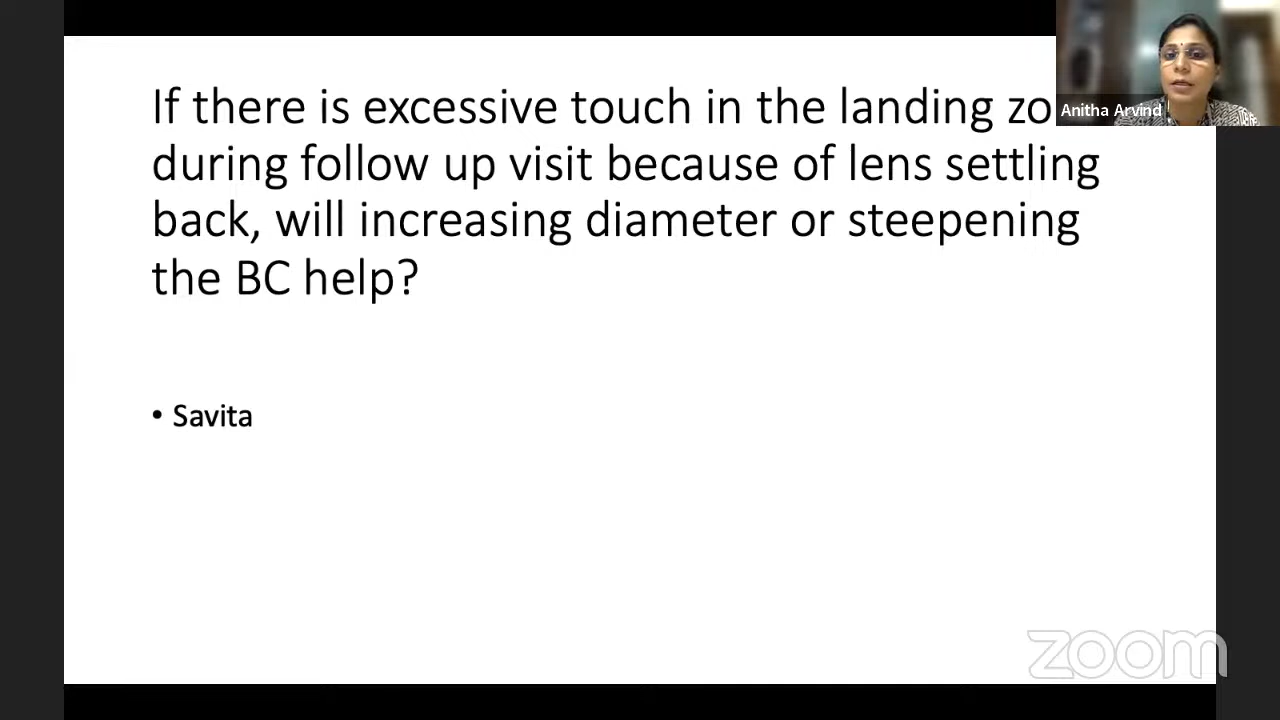 If there is excessive touch in the landing
during follow up visit because of lens settling
back, will increasing diameter or steepening
the BC help?
• Savita
Anitha Arvind
zoom